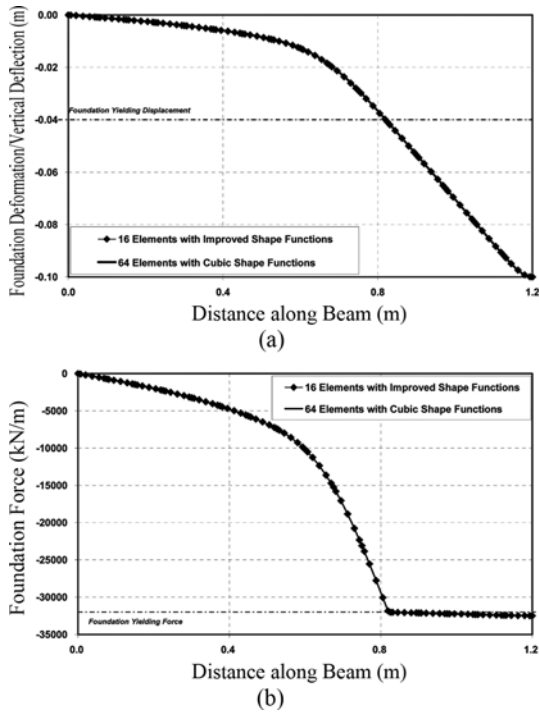 (a)
0.00
-0.02
-0.04
-0.06
-0.08
-0.10
Foundation Deformation/Vertical Deflection (m)
Foundation Yielding Displacement
16 Elements with Improved Shape Functions
64 Elements with Cubic Shape Functions
0.0 0.4 0.8 1.2
Distance along Beam (m)
(a)
0
-5000
-10000
-15000
-20000
-25000
-30000
-35000
Foundation Force (kN/m)
16 Elements with Improved Shape Functions
64 Elements with Cubic Shape Functions
Foundation Yielding Force
0.0 0.4 0.8 1.2
Distance along Beam (m)
(b)